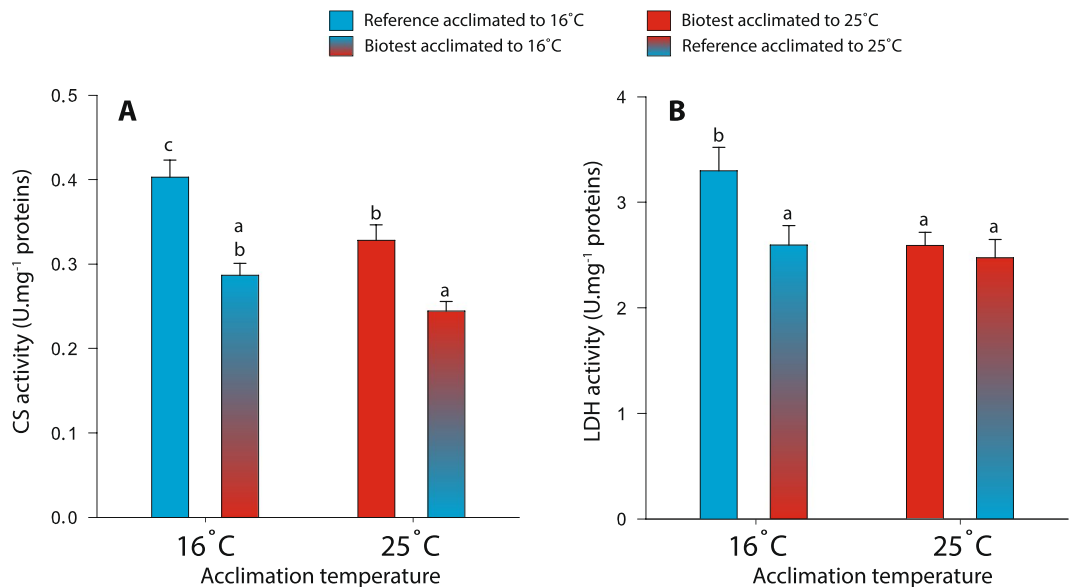 Reference acclimated to 16˚C
Biotest acclimated to 16˚C
Biotest acclimated to 25˚C
Reference acclimated to 25˚C
A
CS activity (U.mg⁻¹ proteins)
0.5
0.4
0.3
0.2
0.1
0.0
c
a
b
b
a
16˚C
25˚C
Acclimation temperature
B
LDH activity (U.mg⁻¹ proteins)
4
3
2
1
0
b
a
a
a
16˚C
25˚C
Acclimation temperature